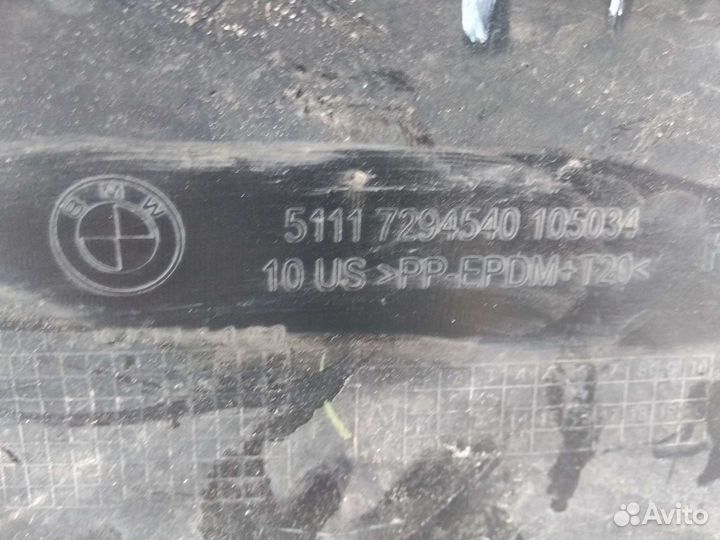 BMW
5111 7294540 105034
10 US >PP-EPDM+T20<
Avito